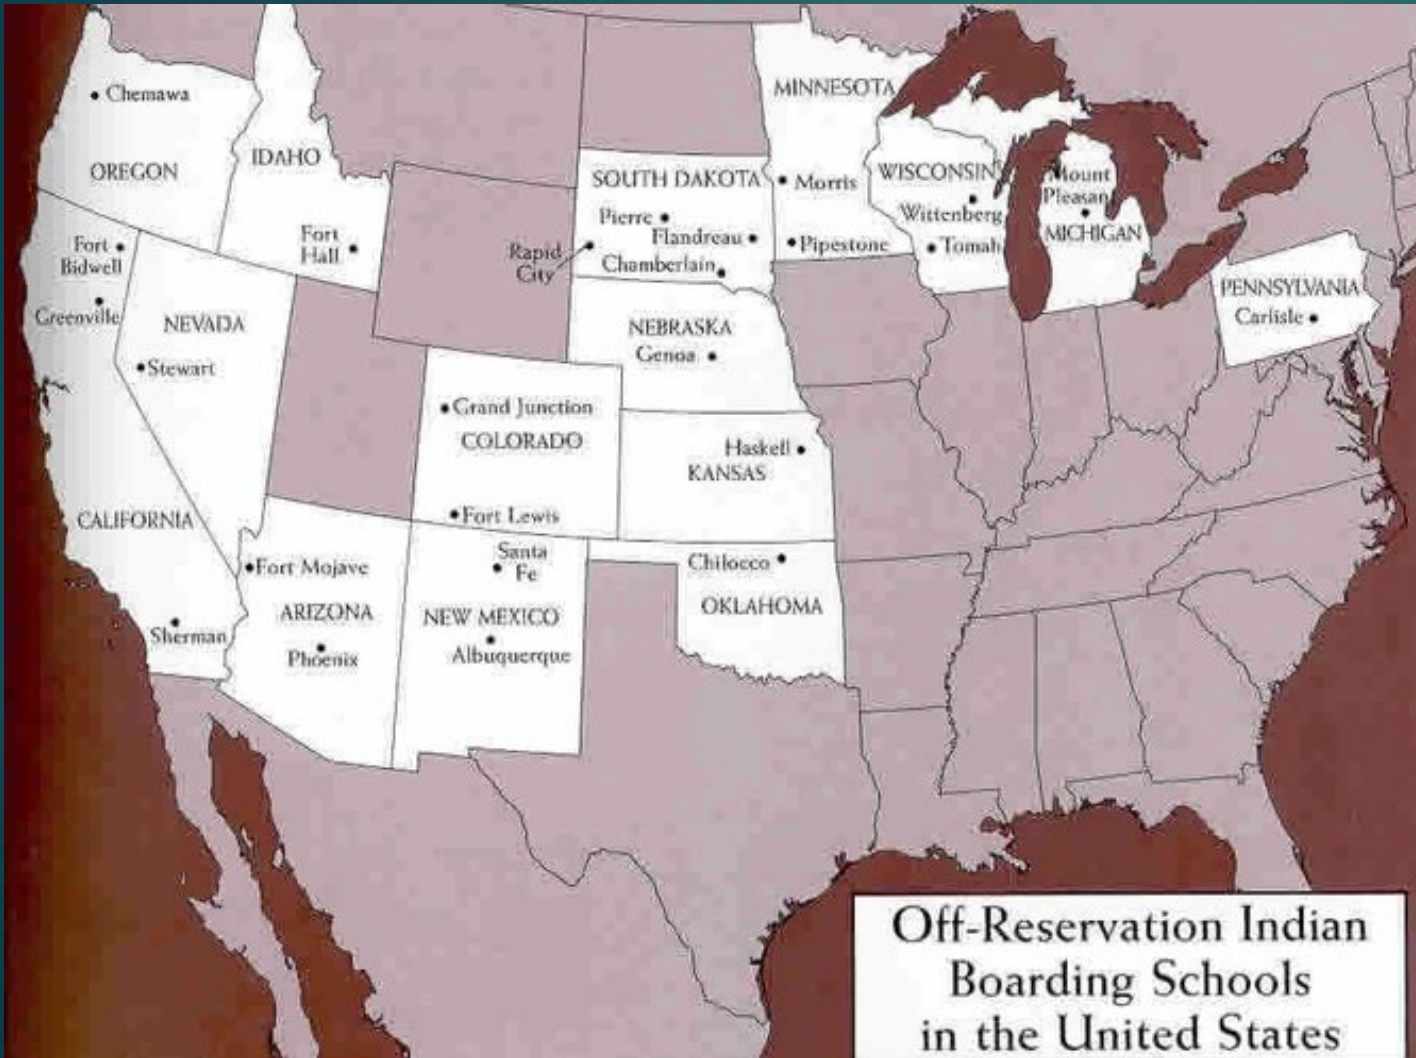 MINNESOTA
Chemawa
IDAHO
OREGON
SOUTH DAKOTA
Morris
WISCONSIN
Mount
Pleasan
Pierre
Wittenberg
Fort
Hall
Fort
Bidwell
Flandreau
Pipestone
Tomah
MICHIGAN
Rapid
City
Chamberlain
PENNSYLVANIA
Carlisle
Greenville
NEVADA
NEBRASKA
Genoa
Stewart
Grand Junction
COLORADO
Haskell
KANSAS
CALIFORNIA
Fort Lewis
Santa
Fe
Chilocco
Fort Mojave
ARIZONA
NEW MEXICO
OKLAHOMA
Sherman
Phoenix
Albuquerque
Off-Reservation Indian
Boarding Schools
in the United States